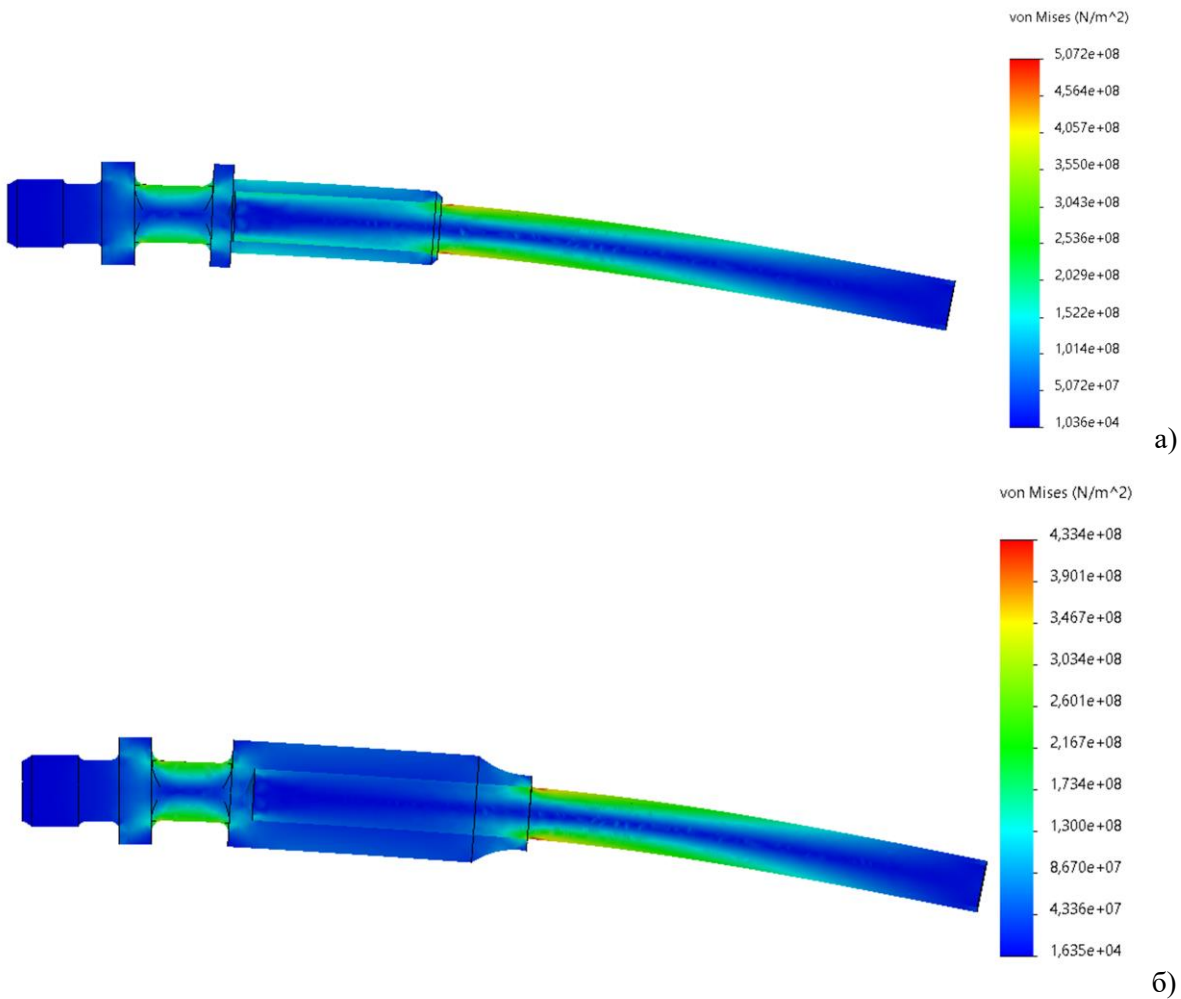 von Mises (N/m^2)
5,072e+08
4,564e+08
4,057e+08
3,550e+08
3,043e+08
2,536e+08
2,029e+08
1,522e+08
1,014e+08
5,072e+07
1,036e+04
а)
von Mises (N/m^2)
4,334e+08
3,901e+08
3,467e+08
3,034e+08
2,601e+08
2,167e+08
1,734e+08
1,300e+08
8,670e+07
4,336e+07
1,635e+04
б)